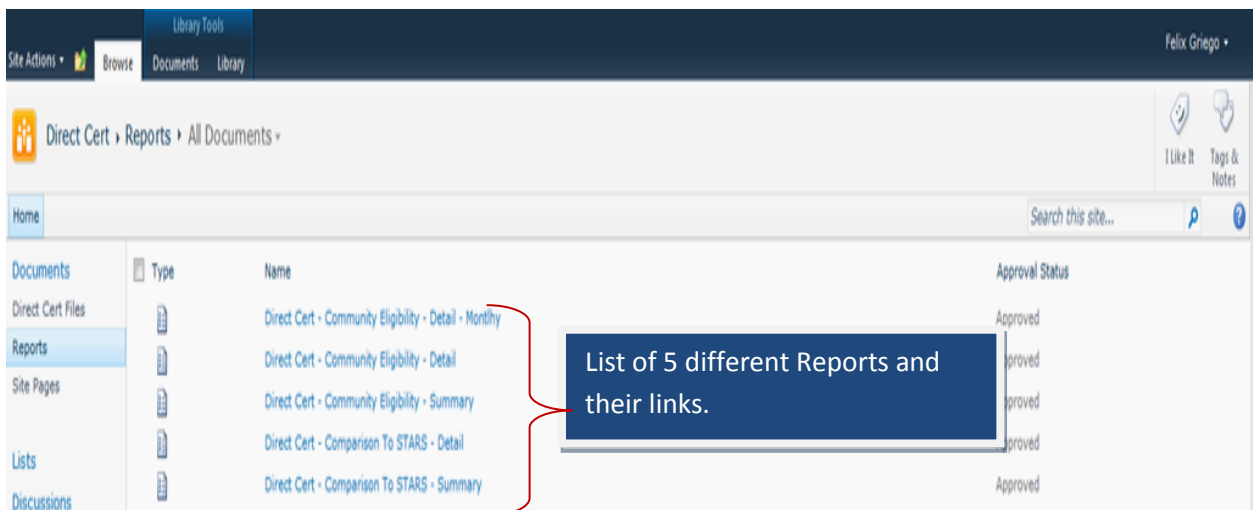 Library Tools
Site Actions Browse Documents Library Felix Griego
Direct Cert Reports All Documents
I Like It Tags & Notes
Home Search this site...
Documents Type Name Approval Status
Direct Cert Files Direct Cert - Community Eligibility - Detail - Montlhy Approved
Reports Direct Cert - Community Eligibility - Detail pproved
Site Pages Direct Cert - Community Eligibility - Summary pproved
List of 5 different Reports and
their links.
Direct Cert - Comparison To STARS - Detail pproved
Lists
Direct Cert - Comparison To STARS - Summary Approved
Discussions